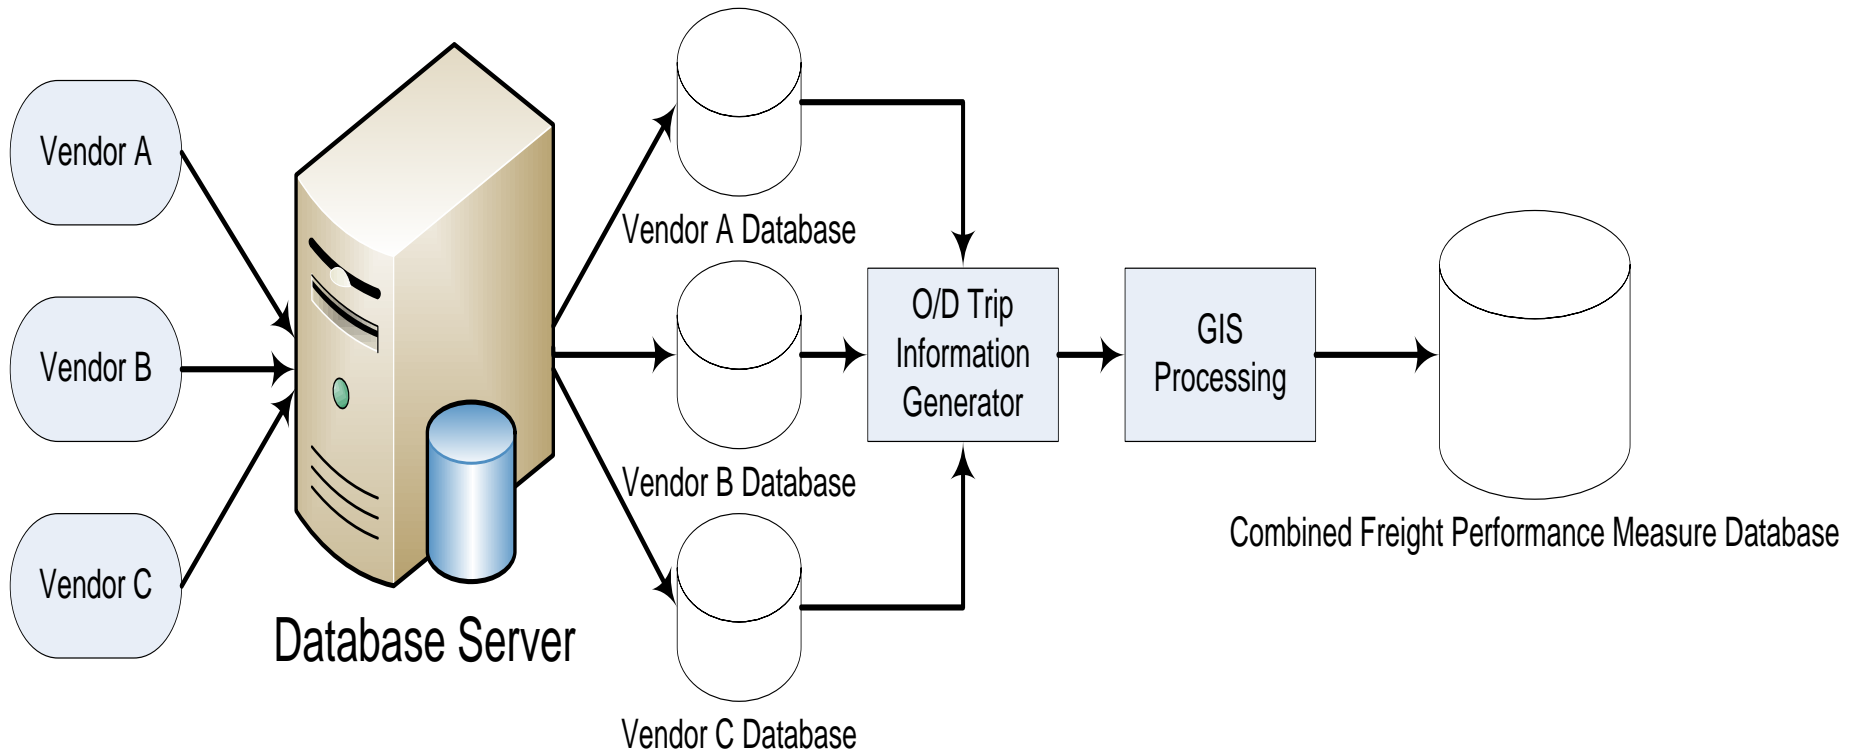 Vendor A
Vendor B
Vendor C
Database Server
Vendor A Database
Vendor B Database
Vendor C Database
O/D Trip
Information
Generator
GIS
Processing
Combined Freight Performance Measure Database